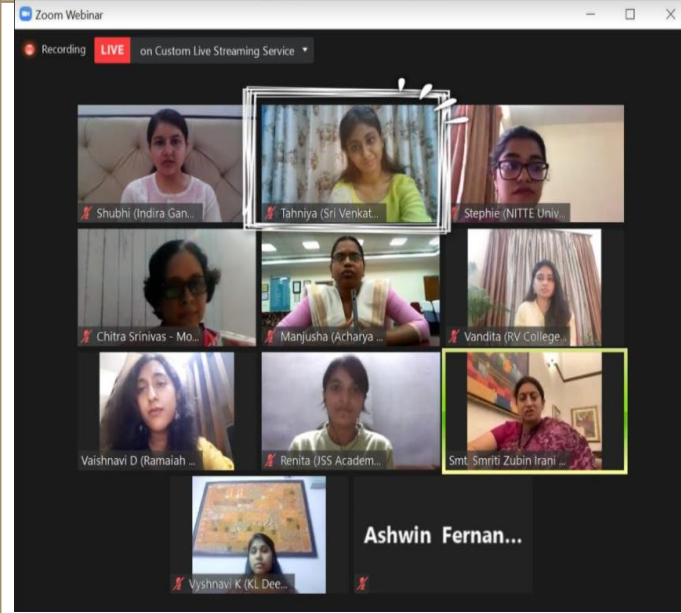 Zoom Webinar
Recording LIVE on Custom Live Streaming Service
Shubhi (Indira Gan...
Tahniya (Sri Venkat...
Stephie (NITTE Univ...
Chitra Srinivas - Mo...
Manjusha (Acharya ...
Vandita (RV College...
Vaishnavi D (Ramaiah ...
Renita (JSS Academ...
Smt. Smriti Zubin Irani ...
Vyshnavi K (KL Dee...
Ashwin Fernan...